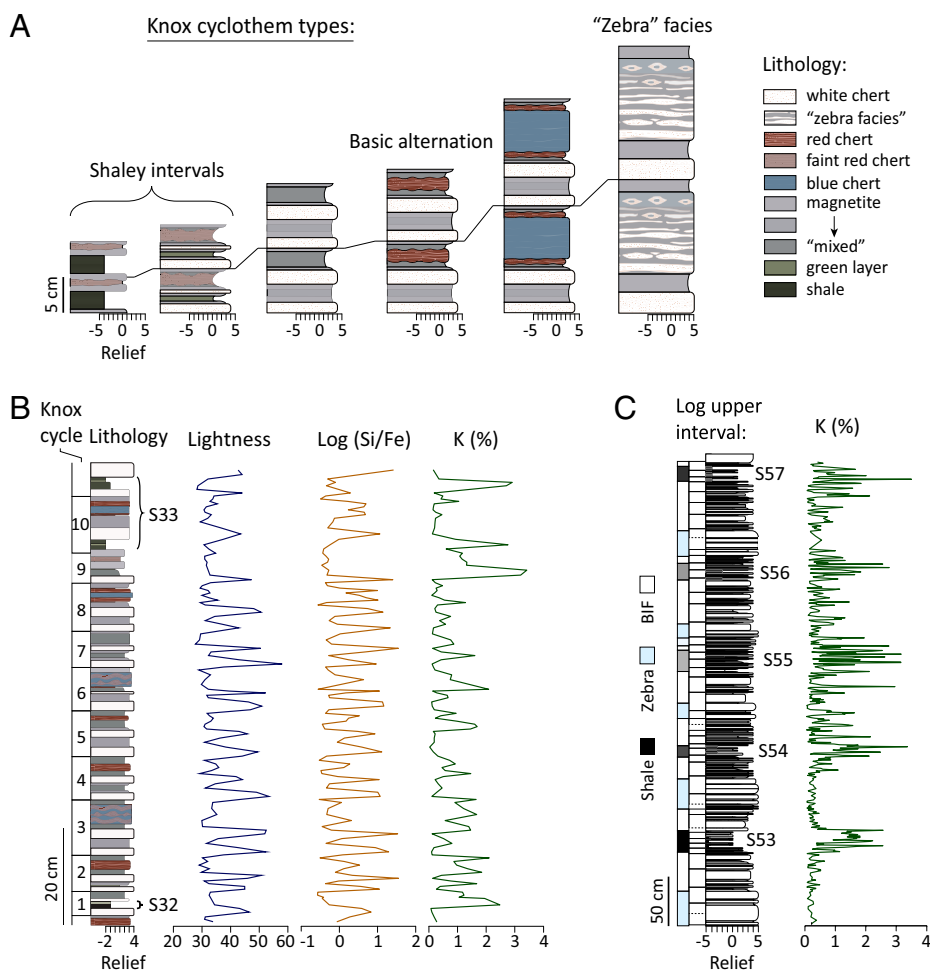 A
Knox cyclothem types:
"Zebra" facies
Lithology:
white chert
"zebra facies"
red chert
faint red chert
blue chert
magnetite
"mixed"
green layer
shale
Basic alternation
Shaley intervals
5 cm
-5 0 5
-5 0 5
-5 0 5
-5 0 5
-5 0 5
-5 0 5
Relief
B
Knox
cycle
Lithology
Lightness
Log (Si/Fe)
K (%)
10
9
8
7
6
5
4
3
2
1
S33
S32
20 cm
-2 4
Relief
20 30 40 50 60
-1 0 1 2
0 1 2 3 4
C
Log upper
interval:
K (%)
S57
S56
S55
S54
S53
BIF
Zebra
Shale
50 cm
-5 0 5
Relief
0 1 2 3 4